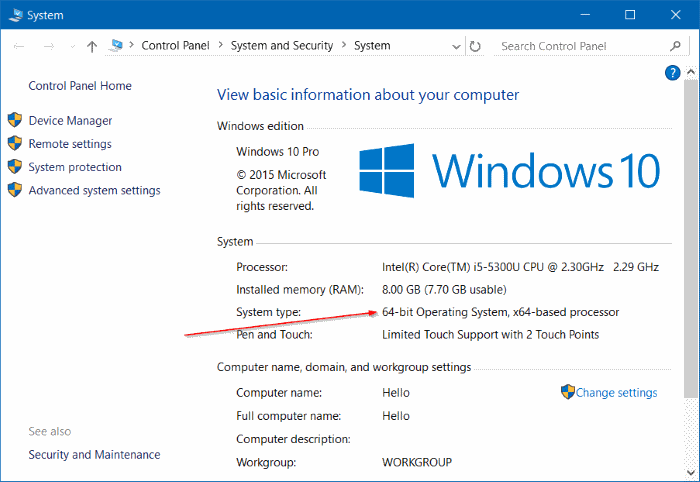 System
Control Panel > System and Security > System
Search Control Panel
?
Control Panel Home
Device Manager
Remote settings
System protection
Advanced system settings
See also
Security and Maintenance
View basic information about your computer
Windows edition
Windows 10 Pro
© 2015 Microsoft
Corporation. All
rights reserved.
Windows 10
System
Processor: Intel(R) Core(TM) i5-5300U CPU @ 2.30GHz 2.29 GHz
Installed memory (RAM): 8.00 GB (7.70 GB usable)
System type: 64-bit Operating System, x64-based processor
Pen and Touch: Limited Touch Support with 2 Touch Points
Computer name, domain, and workgroup settings
Computer name: Hello Change settings
Full computer name: Hello
Computer description:
Workgroup: WORKGROUP